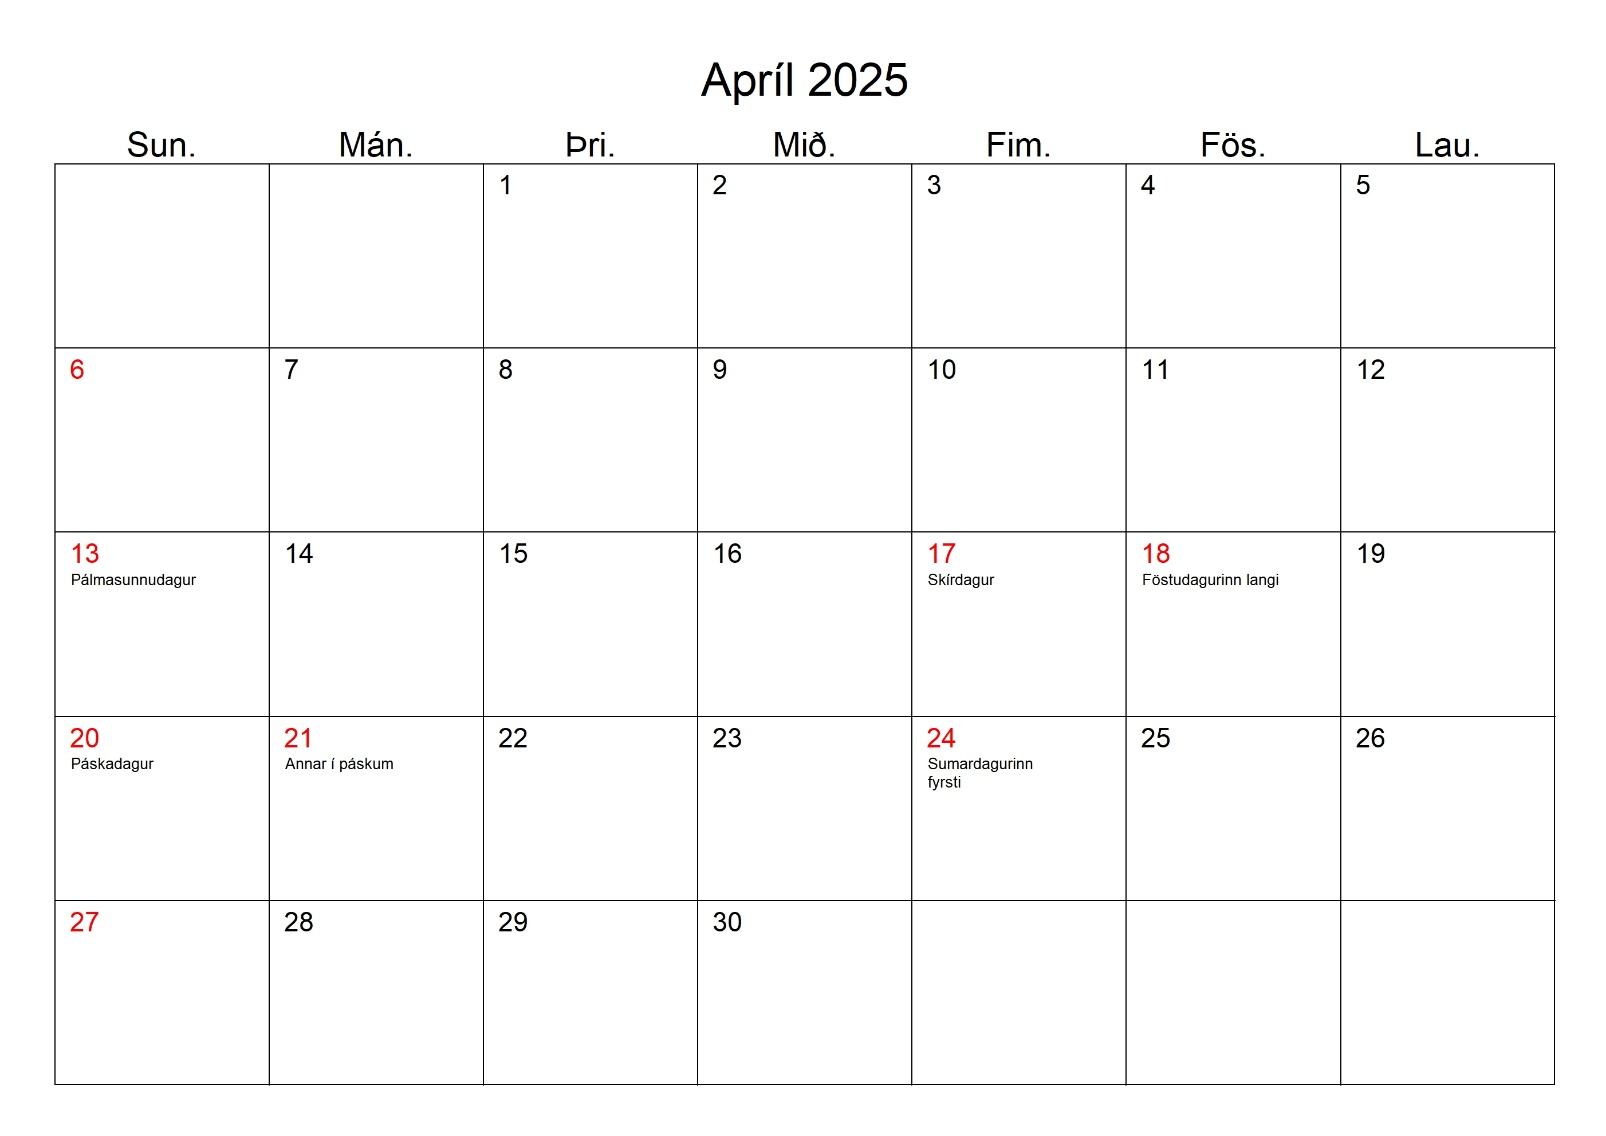 Apríl 2025
Sun. Mán. Þri. Mið. Fim. Fös. Lau.
1 2 3 4 5
6 7 8 9 10 11 12
13 14 15 16 17 18 19
Pálmasunnudagur Skírdagur Föstudagurinn langi
20 21 22 23 24 25 26
Páskadagur Annar í páskum Sumardagurinn
fyrsti
27 28 29 30